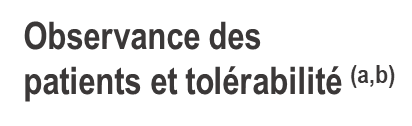 Observance des
patients et tolérabilité (a,b)